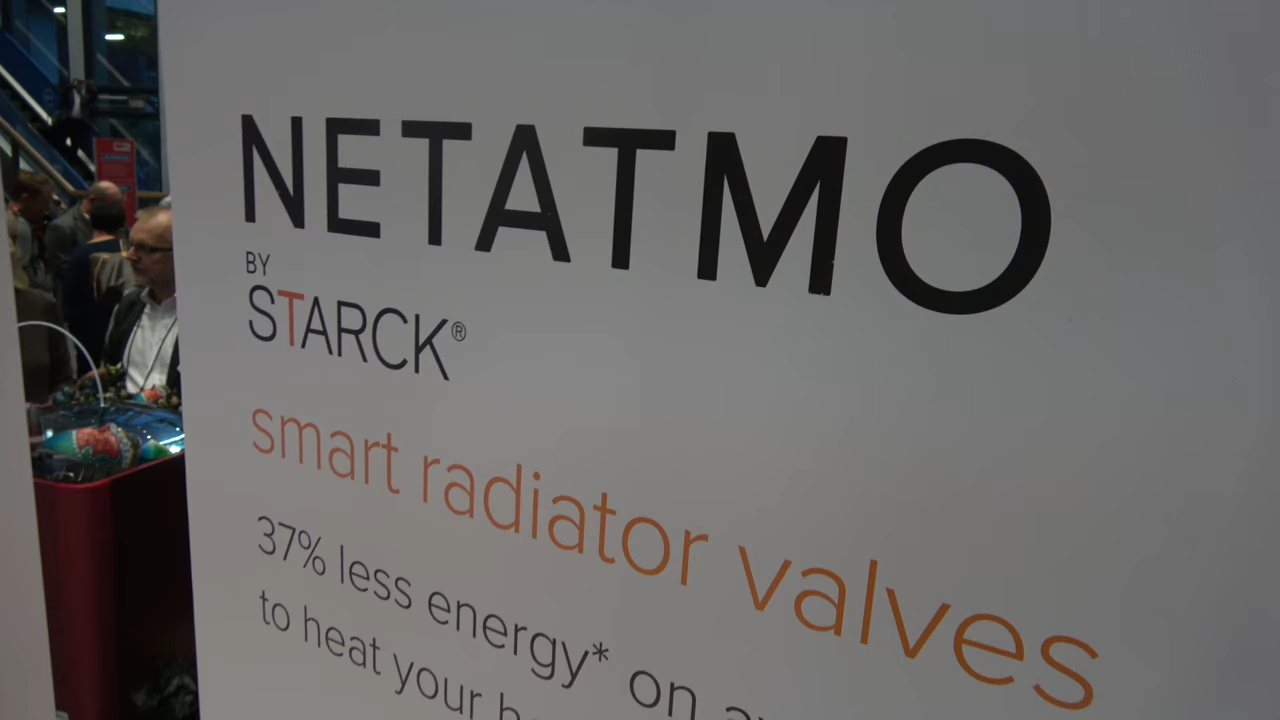 NETATMO
BY
STARCK®
smart radiator valves
37% less energy* on
to heat your